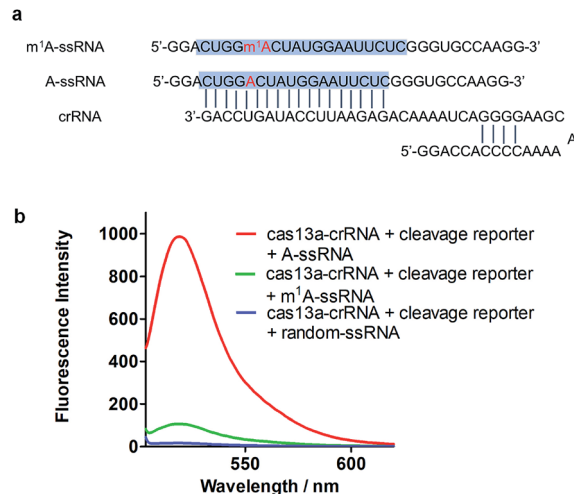 a
m¹A-ssRNA 5'-GGACUGGm¹ACUAUGGAAUUCUCGGGUGCCAAGG-3'
A-ssRNA 5'-GGACUGGACUAUGGAAUUCUCGGGUGCCAAGG-3'
crRNA 3'-GACCUGAUACCUUAAGAGACAAAAUCAGGGGAAGC
A
5'-GGACCACCCCAAAA
b
cas13a-crRNA + cleavage reporter
+ A-ssRNA
cas13a-crRNA + cleavage reporter
+ m¹A-ssRNA
cas13a-crRNA + cleavage reporter
+ random-ssRNA
Fluorescence Intensity
1000
800
600
400
200
0
550 600
Wavelength / nm